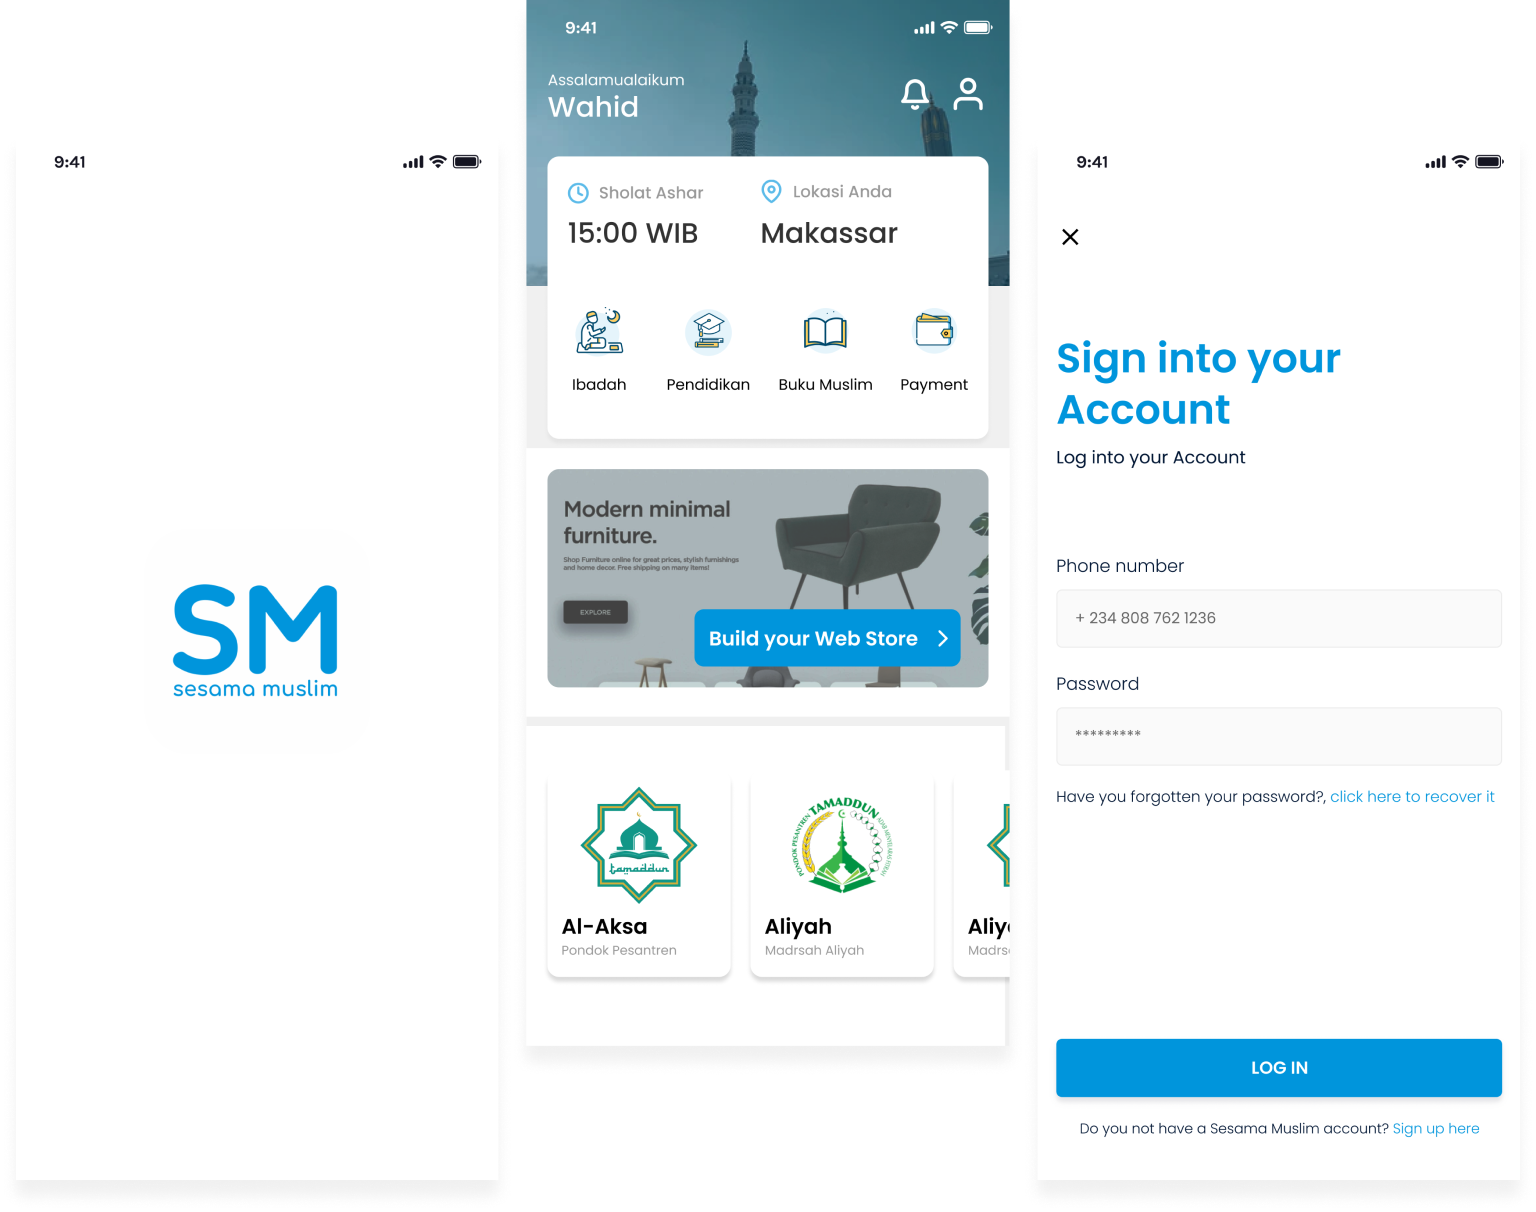 9:41
SM
sesama muslim
9:41
Assalamualaikum
Wahid
Sholat Ashar
15:00 WIB
Lokasi Anda
Makassar
Ibadah
Pendidikan
Buku Muslim
Payment
Modern minimal
furniture.
Shop Furniture online for great prices, stylish furnishings
and home decor. Free shipping on many items!
EXPLORE
Build your Web Store
tamaddun
Al-Aksa
Pondok Pesantren
PONDOK PESANTREN TAMADDUN
Aliyah
Madrsah Aliyah
Aliy
Madrs
9:41
Sign into your
Account
Log into your Account
Phone number
+ 234 808 762 1236
Password
*********
Have you forgotten your password?, click here to recover it
LOG IN
Do you not have a Sesama Muslim account? Sign up here